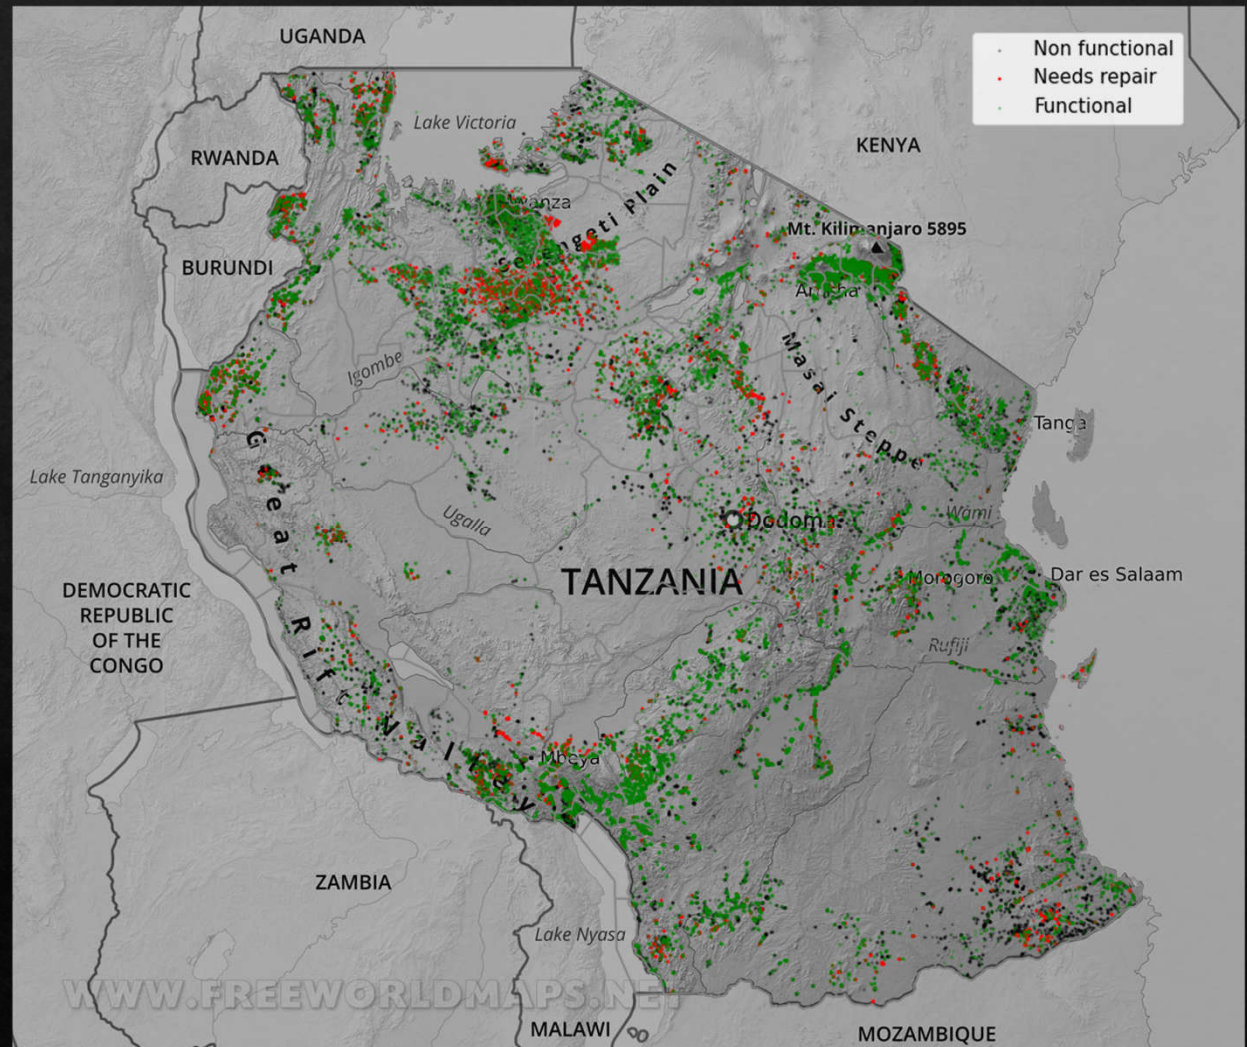 UGANDA
Non functional
Needs repair
Functional
Lake Victoria
KENYA
RWANDA
Mt. Kilimanjaro 5895
Serengeti Plain
BURUNDI
Masai Steppe
Igombe
Tanga
Great Rift Valley
Lake Tanganyika
Ugalla
Wami
Dodoma
TANZANIA
Morogoro
Dar es Salaam
DEMOCRATIC
REPUBLIC
OF THE
CONGO
Rufiji
Mbeya
ZAMBIA
Lake Nyasa
WWW.FREEWORLDMAPS.NET
MALAWI
MOZAMBIQUE